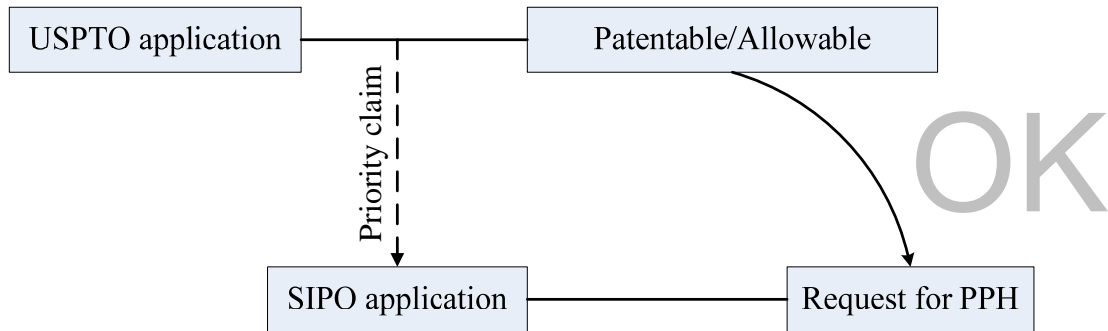 USPTO application
Patentable/Allowable
Priority claim
OK
SIPO application
Request for PPH